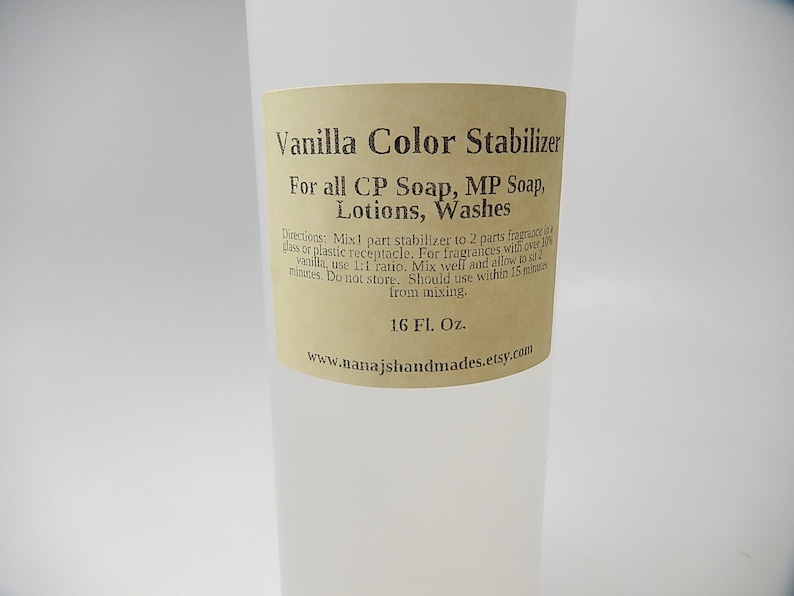 Vanilla Color Stabilizer
For all CP Soap, MP Soap,
Lotions, Washes
Directions: Mix1 part stabilizer to 2 parts fragrance in a
glass or plastic receptacle. For fragrances with over 10%
vanilla, use 1:1 ratio. Mix well and allow to sit 2
minutes. Do not store. Should use within 15 minutes
from mixing.
16 Fl. Oz.
www.nanajshandmades.etsy.com